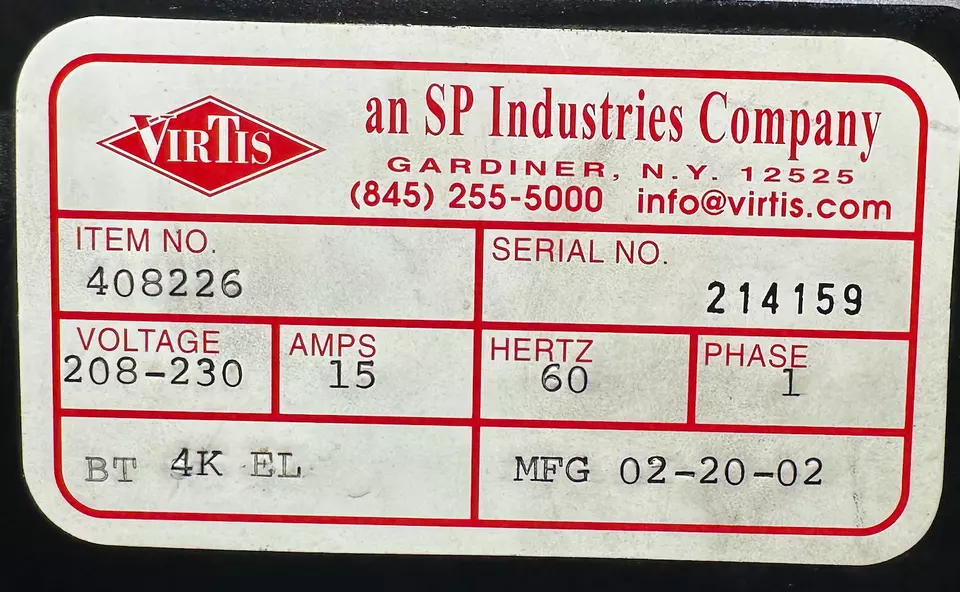 VIRTIS
an SP Industries Company
GARDINER, N.Y. 12525
(845) 255-5000 info@virtis.com
ITEM NO.
408226
SERIAL NO.
214159
VOLTAGE
208-230
AMPS
15
HERTZ
60
PHASE
1
BT 4K EL
MFG 02-20-02